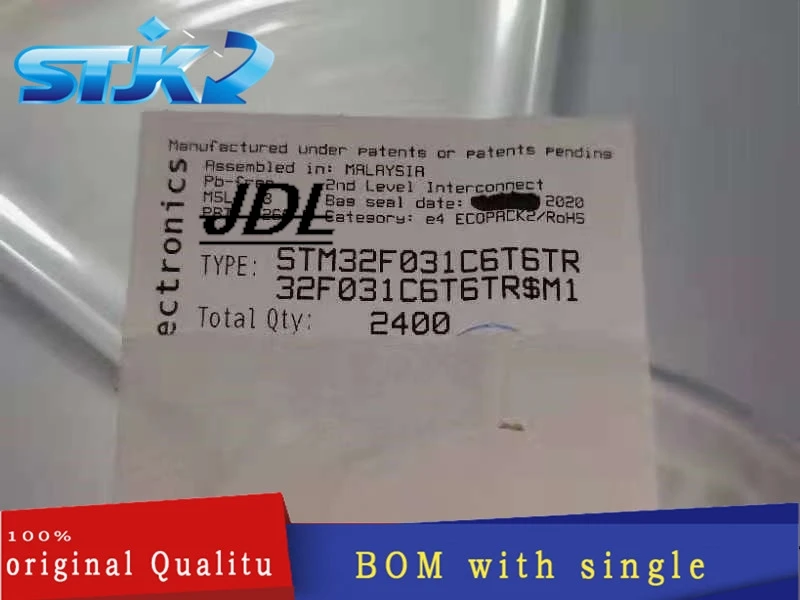 STJK
Manufactured under patents or patents pending
Assembled in: MALAYSIA
2nd Level Interconnect
Bag seal date: 2020
Category: e4 ECOPACK2/RoHS
JDL
ectronics
TYPE: STM32F031C6T6TR
32F031C6T6TR$M1
Total Qty: 2400
100%
original Qualitu
BOM with single